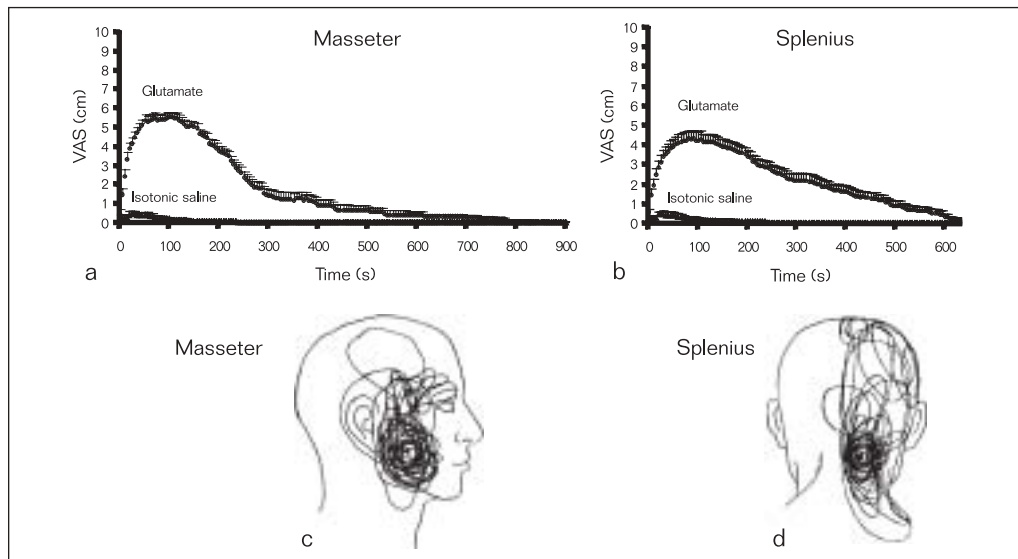 Masseter
10
9
8
7
6
5
4
3
2
1
0
VAS (cm)
Glutamate
Isotonic saline
0 100 200 300 400 500 600 700 800 900
Time (s)
a
Splenius
10
9
8
7
6
5
4
3
2
1
0
VAS (cm)
Glutamate
Isotonic saline
0 100 200 300 400 500 600
Time (s)
b
Masseter
c
Splenius
d